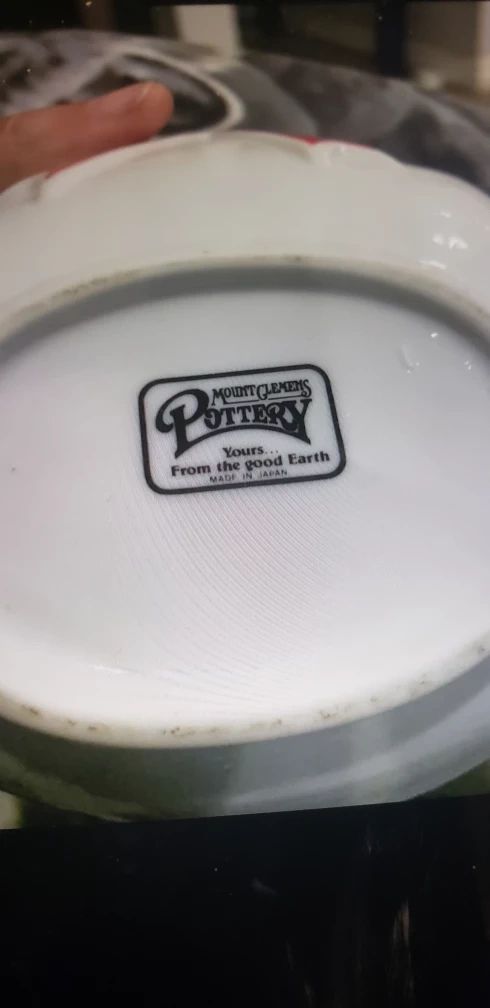 MOUNT CLEMENS
POTTERY
Yours...
From the good Earth
MADE IN JAPAN